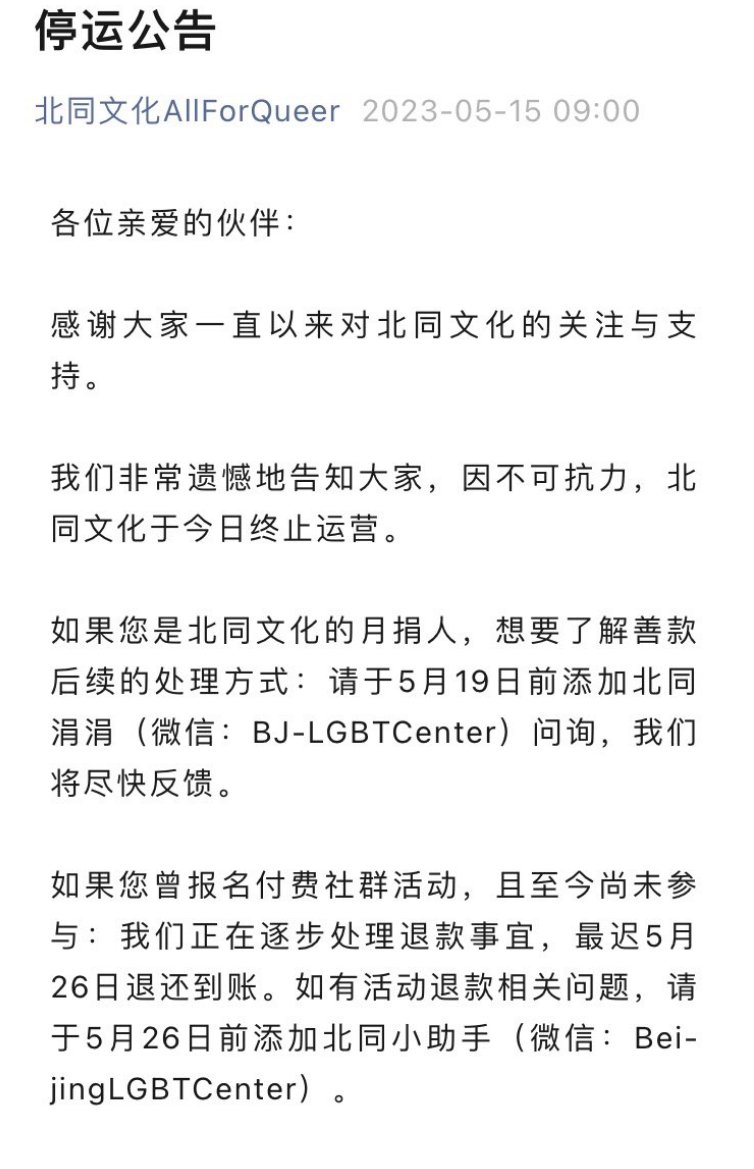 停运公告
北同文化AllForQueer 2023-05-15 09:00
各位亲爱的伙伴：
感谢大家一直以来对北同文化的关注与支
持。
我们非常遗憾地告知大家，因不可抗力，北
同文化于今日终止运营。
如果您是北同文化的月捐人，想要了解善款
后续的处理方式：请于5月19日前添加北同
涓涓（微信：BJ-LGBTCenter）问询，我们
将尽快反馈。
如果您曾报名付费社群活动，且至今尚未参
与：我们正在逐步处理退款事宜，最迟5月
26日退还到账。如有活动退款相关问题，请
于5月26日前添加北同小助手（微信：Bei-
jingLGBTCenter）。